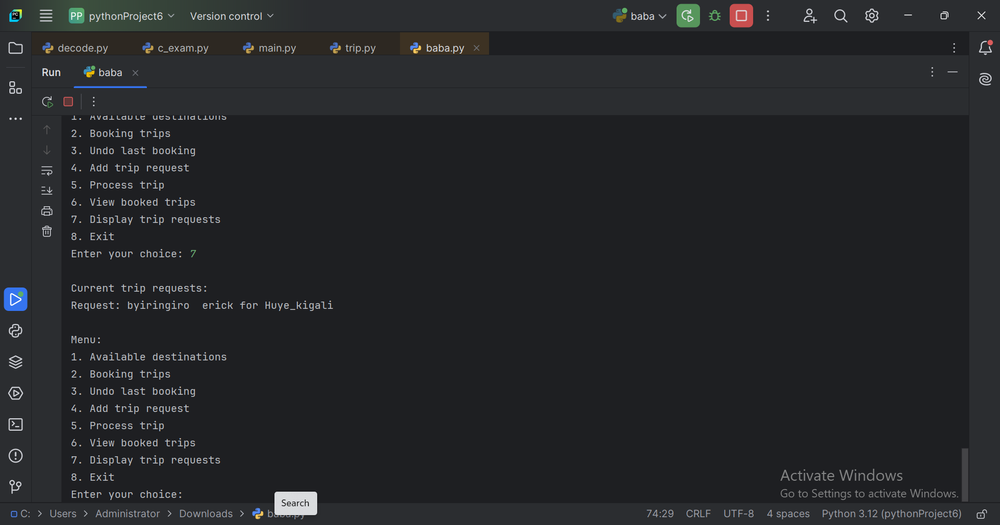 PC
PP pythonProject6 Version control baba
decode.py c_exam.py main.py trip.py baba.py
Run baba
1. Available destinations
2. Booking trips
3. Undo last booking
4. Add trip request
5. Process trip
6. View booked trips
7. Display trip requests
8. Exit
Enter your choice: 7
Current trip requests:
Request: byiringiro  erick for Huye_kigali
Menu:
1. Available destinations
2. Booking trips
3. Undo last booking
4. Add trip request
5. Process trip
6. View booked trips
7. Display trip requests
8. Exit
Enter your choice:
Activate Windows
Go to Settings to activate Windows.
Search
C: > Users > Administrator > Downloads > baba.py 74:29 CRLF UTF-8 4 spaces Python 3.12 (pythonProject6)